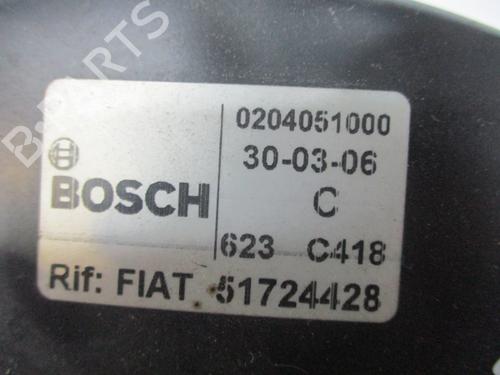 B PARTS
0204051000
30-03-06
BOSCH
C
623 C418
Rif: FIAT 51724428